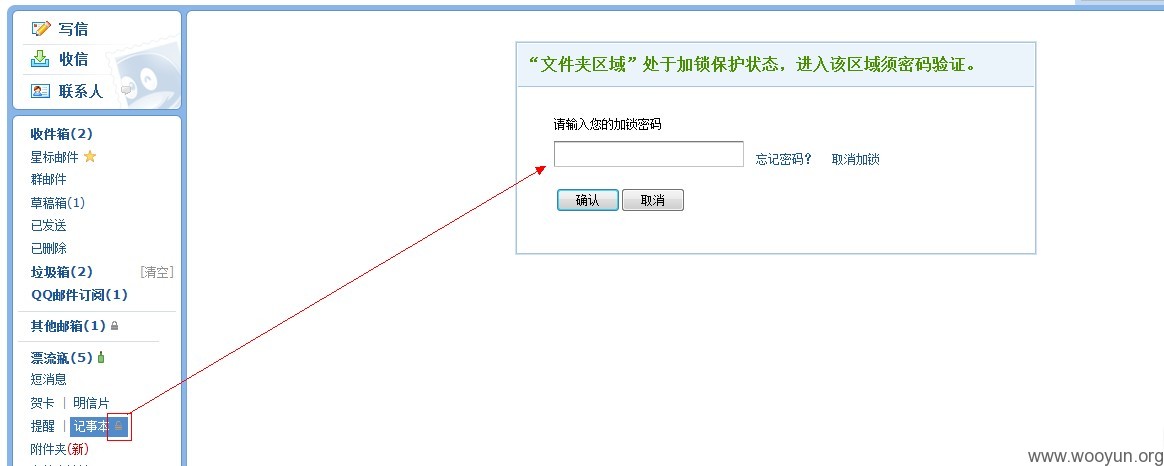 写信
收信
联系人
收件箱(2)
星标邮件
群邮件
草稿箱(1)
已发送
已删除
垃圾箱(2) [清空]
QQ邮件订阅(1)
其他邮箱(1)
漂流瓶(5)
短消息
贺卡 | 明信片
提醒 | 记事本
附件夹(新)
“文件夹区域”处于加锁保护状态，进入该区域须密码验证。
请输入您的加锁密码
忘记密码? 取消加锁
确认 取消
www.wooyun.org